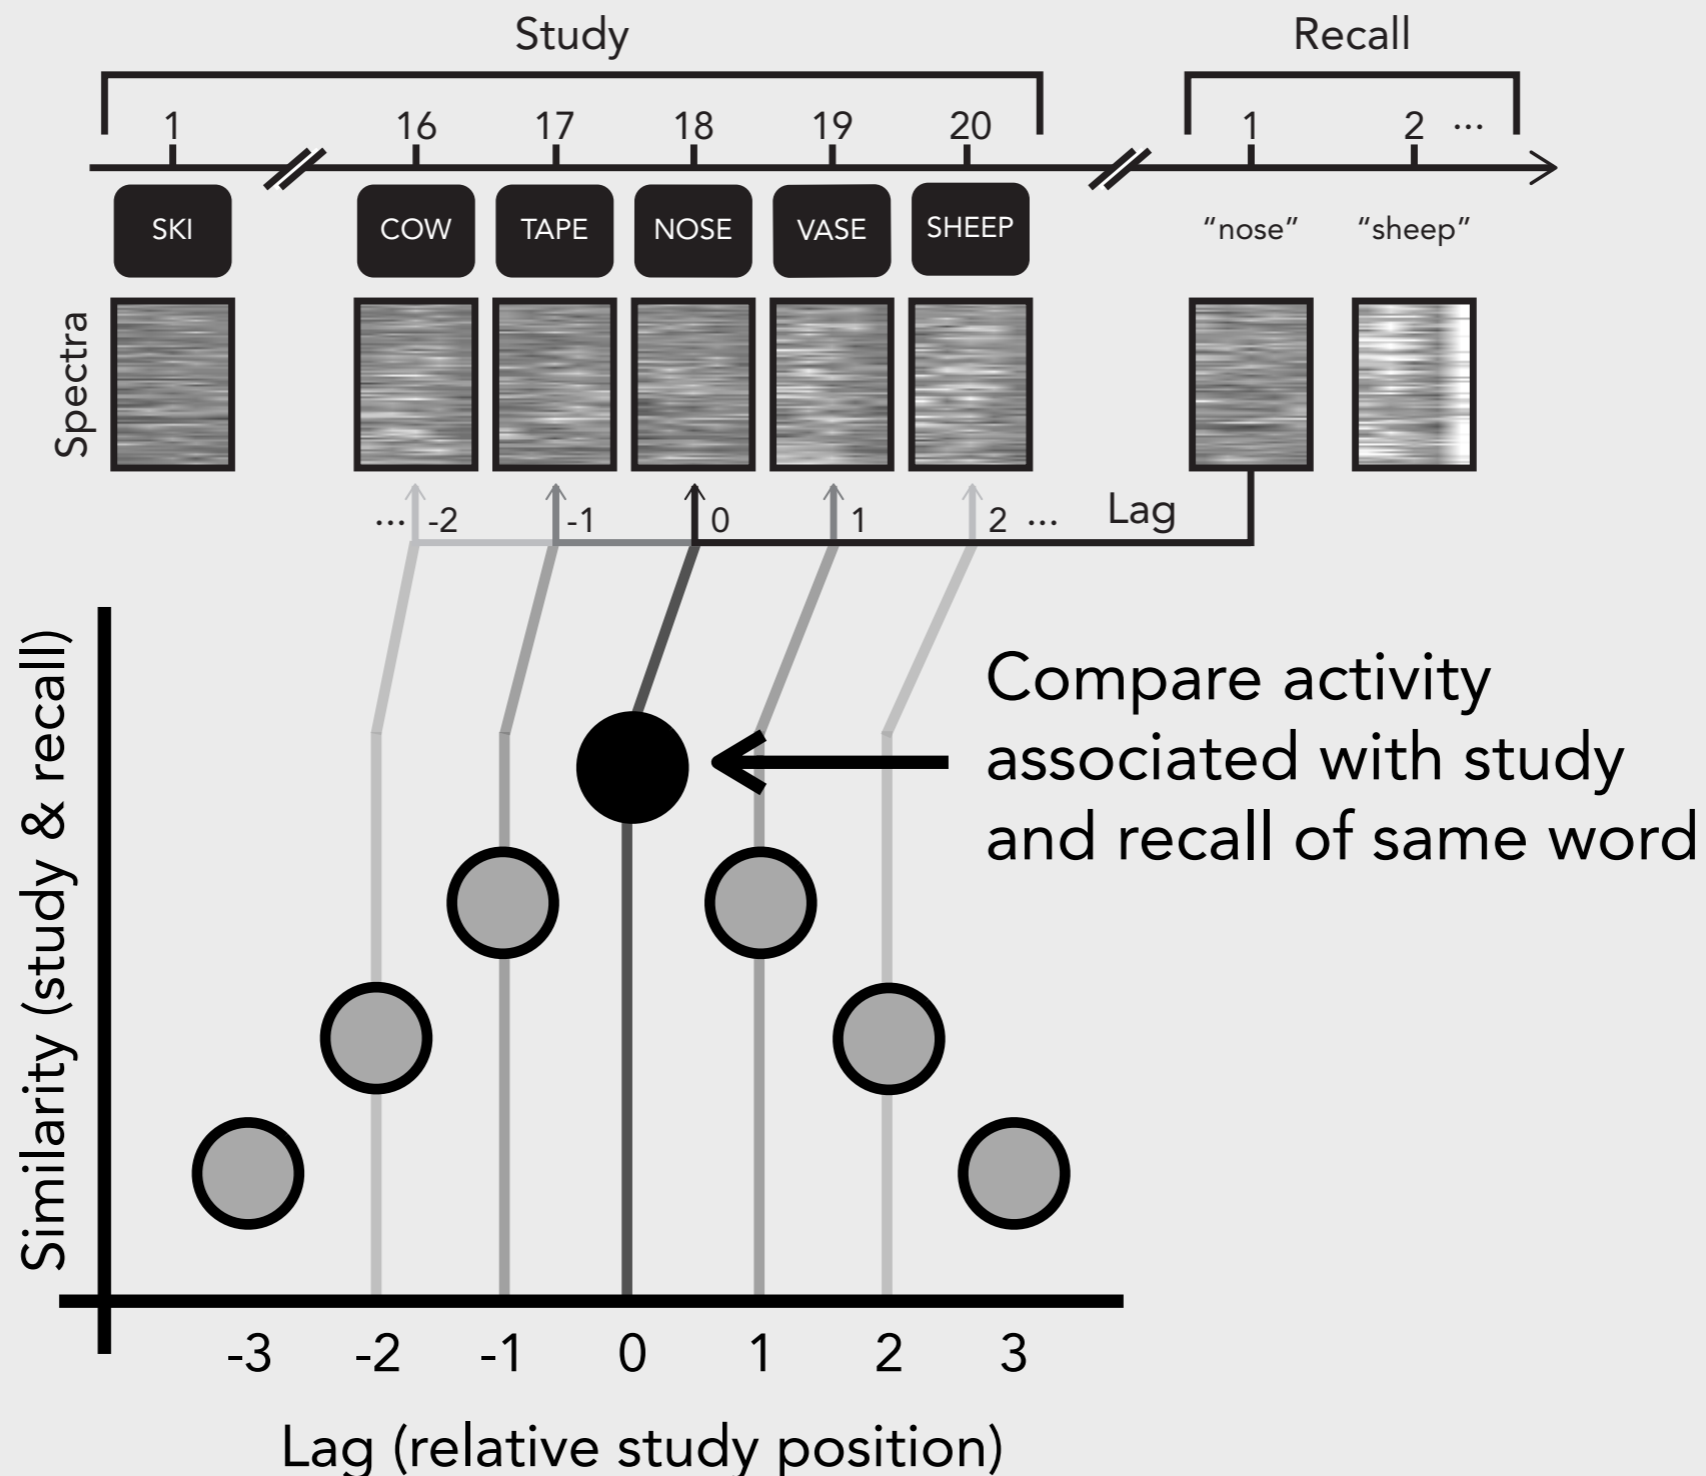 Study Recall
1 16 17 18 19 20 1 2 ...
SKI COW TAPE NOSE VASE SHEEP “nose” “sheep”
Spectra
... -2 -1 0 1 2 ... Lag
Similarity (study & recall)
Compare activity
associated with study
and recall of same word
-3 -2 -1 0 1 2 3
Lag (relative study position)